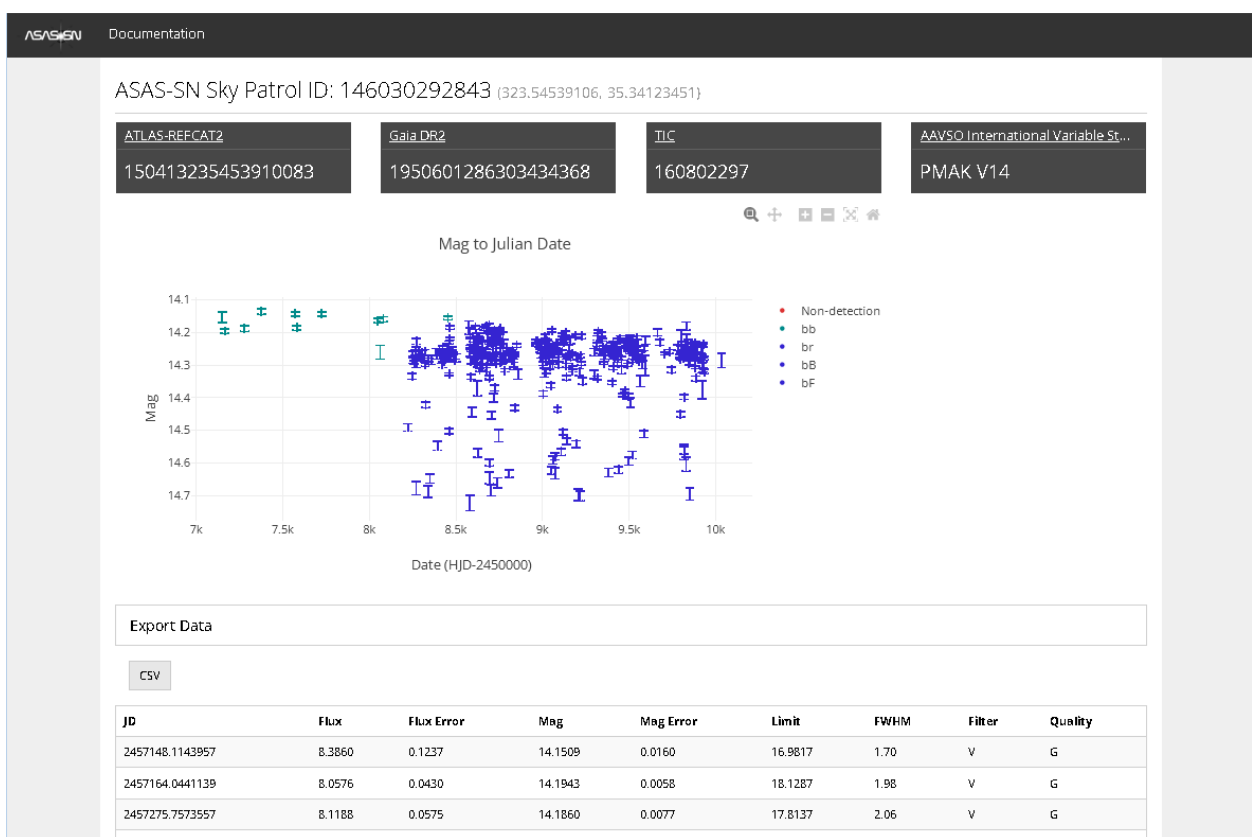 ASAS-SN Documentation
ASAS-SN Sky Patrol ID: 146030292843 (323.54539106, 35.34123451)
ATLAS-REFCAT2 Gaia DR2 TIC AAVSO International Variable St...
150413235453910083 1950601286303434368 160802297 PMAK V14
Mag to Julian Date
14.1
14.2
14.3
14.4
14.5
14.6
14.7
Mag
7k 7.5k 8k 8.5k 9k 9.5k 10k
Date (HJD-2450000)
Non-detection
bb
br
bB
bF
Export Data
CSV
JD Flux Flux Error Mag Mag Error Limit FWHM Filter Quality
2457148.1143957 8.3860 0.1237 14.1509 0.0160 16.9817 1.70 V G
2457164.0441139 8.0576 0.0430 14.1943 0.0058 18.1287 1.98 V G
2457275.7573557 8.1188 0.0575 14.1860 0.0077 17.8137 2.06 V G